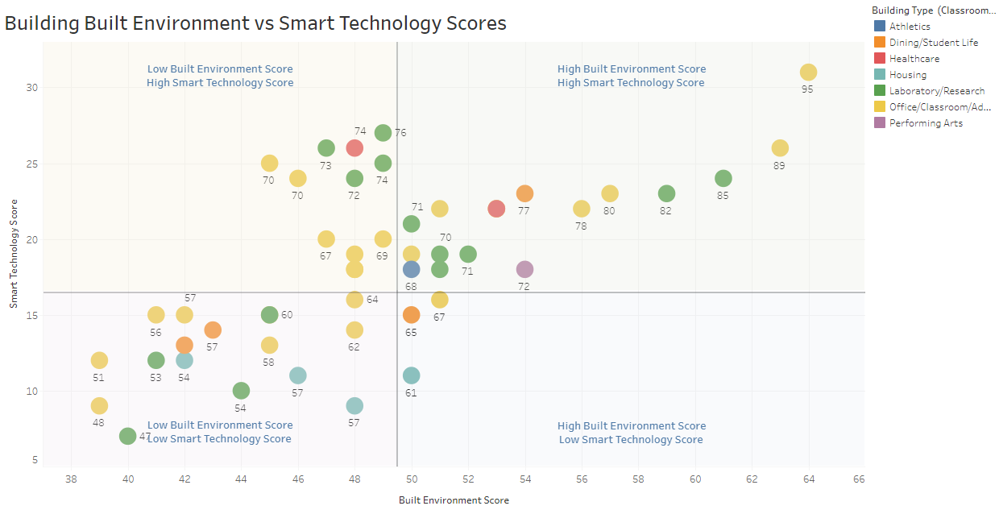 Building Built Environment vs Smart Technology Scores
Building Type (Classroom...
Athletics
Dining/Student Life
Healthcare
Housing
Laboratory/Research
Office/Classroom/Ad...
Performing Arts
Low Built Environment Score
High Smart Technology Score
High Built Environment Score
High Smart Technology Score
Smart Technology Score
30
25
20
15
10
5
95
74
76
73
89
70
70
72
74
85
71
77
80
82
78
70
67
69
71
68
72
57
64
60
67
56
57
65
62
58
51
53
54
57
61
54
48
57
47
Low Built Environment Score
Low Smart Technology Score
High Built Environment Score
Low Smart Technology Score
38 40 42 44 46 48 50 52 54 56 58 60 62 64 66
Built Environment Score